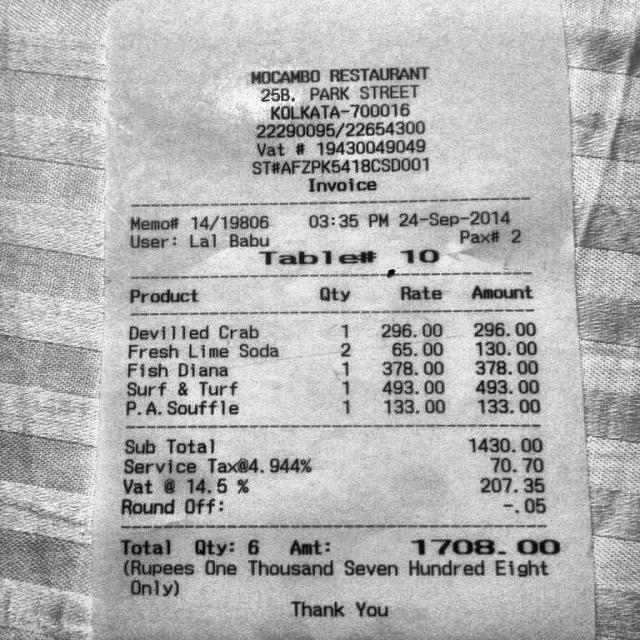 MOCAMBO RESTAURANT
25B, PARK STREET
KOLKATA-700016
22290095/22654300
Vat # 19430049049
ST#AFZPK5418CSD001
Invoice
Memo# 14/19806 03:35 PM 24-Sep-2014
User: Lal Babu Pax# 2
Table# 10
Product Qty Rate Amount
Devilled Crab 1 296.00 296.00
Fresh Lime Soda 2 65.00 130.00
Fish Diana 1 378.00 378.00
Surf & Turf 1 493.00 493.00
P.A.Souffle 1 133.00 133.00
Sub Total 1430.00
Service Tax@4.944% 70.70
Vat @ 14.5 % 207.35
Round Off: -.05
Total Qty: 6 Amt: 1708.00
(Rupees One Thousand Seven Hundred Eight
Only)
Thank You